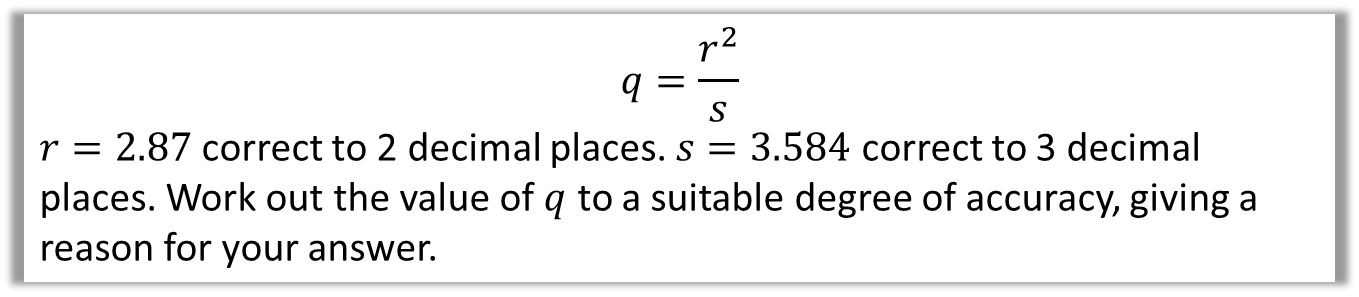 q = r²/s
r = 2.87 correct to 2 decimal places. s = 3.584 correct to 3 decimal
places. Work out the value of q to a suitable degree of accuracy, giving a
reason for your answer.